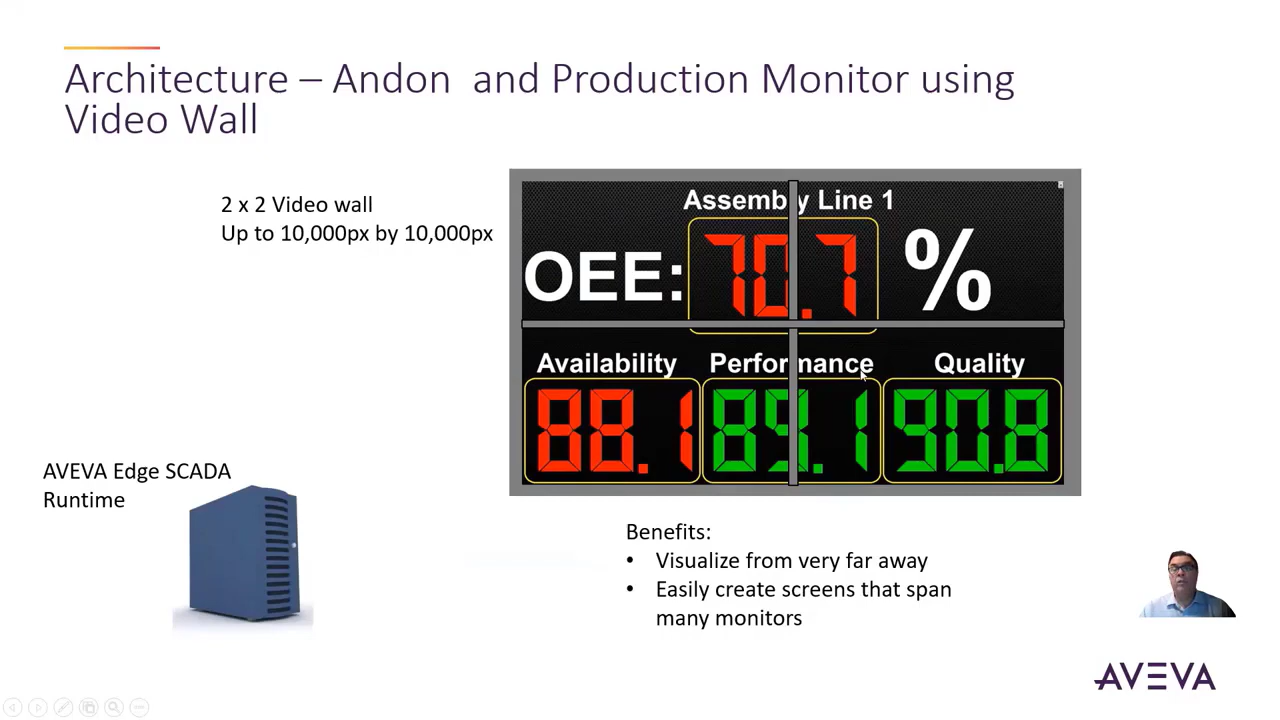 Architecture – Andon  and Production Monitor using
Video Wall
2 x 2 Video wall
Up to 10,000px by 10,000px
Assembly Line 1
OEE: 70.7 %
Availability Performance Quality
88.1 89.1 90.8
AVEVA Edge SCADA
Runtime
Benefits:
• Visualize from very far away
• Easily create screens that span
many monitors
AVEVA